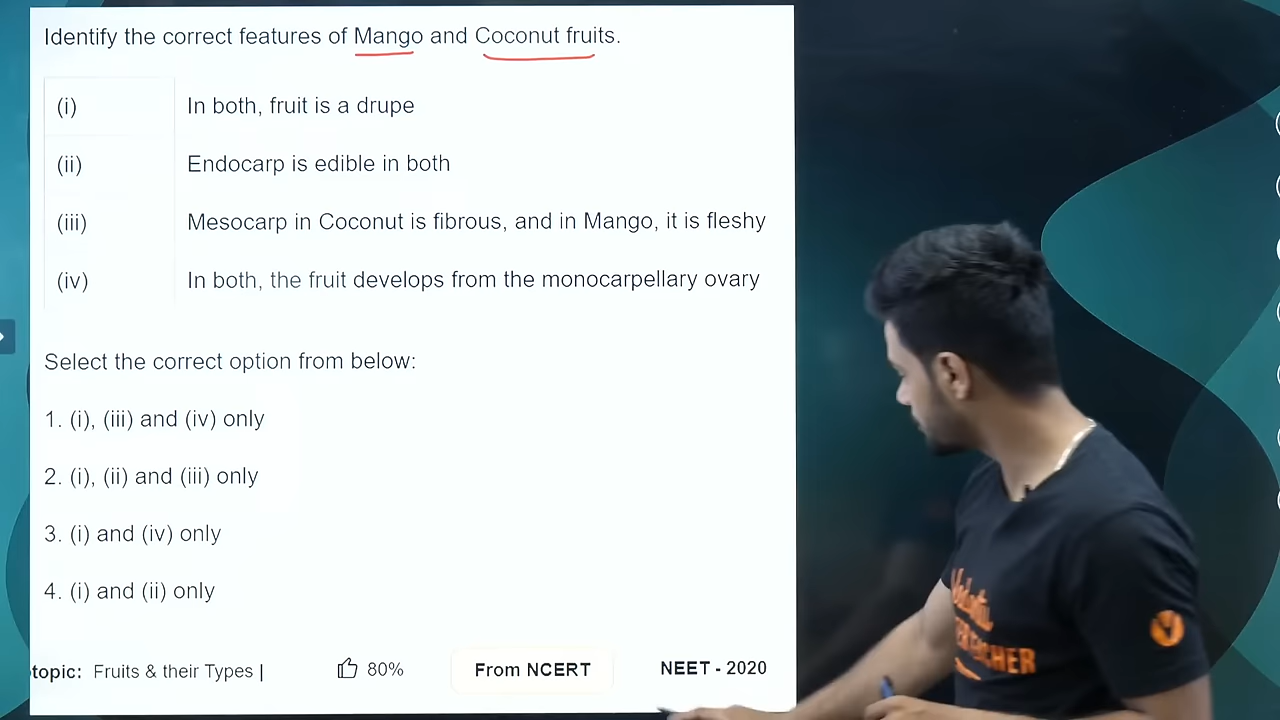 Identify the correct features of Mango and Coconut fruits.
(i) In both, fruit is a drupe
(ii) Endocarp is edible in both
(iii) Mesocarp in Coconut is fibrous, and in Mango, it is fleshy
(iv) In both, the fruit develops from the monocarpellary ovary
Select the correct option from below:
1. (i), (iii) and (iv) only
2. (i), (ii) and (iii) only
3. (i) and (iv) only
4. (i) and (ii) only
topic: Fruits & their Types | 80% From NCERT NEET - 2020